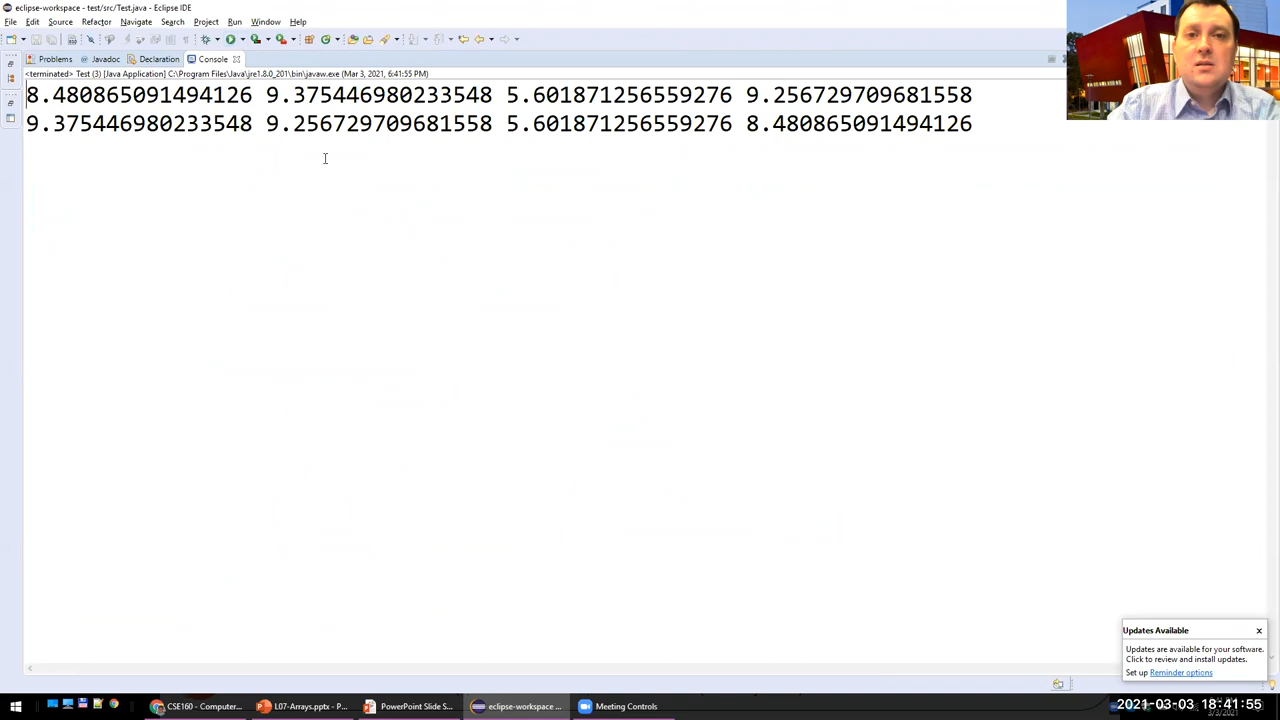 eclipse-workspace - test/src/Test.java - Eclipse IDE
File Edit Source Refactor Navigate Search Project Run Window Help
Problems Javadoc Declaration Console
<terminated> Test (3) [Java Application] C:\Program Files\Java\jre1.8.0_201\bin\javaw.exe (Mar 3, 2021, 6:41:55 PM)
8.480865091494126 9.375446980233548 5.601871256559276 9.256729709681558
9.375446980233548 9.256729709681558 5.601871256559276 8.480865091494126
Updates Available
Updates are available for your software.
Click to review and install updates.
Set up Reminder options
CSE160 - Computer... L07-Arrays.pptx - P... PowerPoint Slide S... eclipse-workspace ... Meeting Controls
2021-03-03 18:41:55
3/3/2021